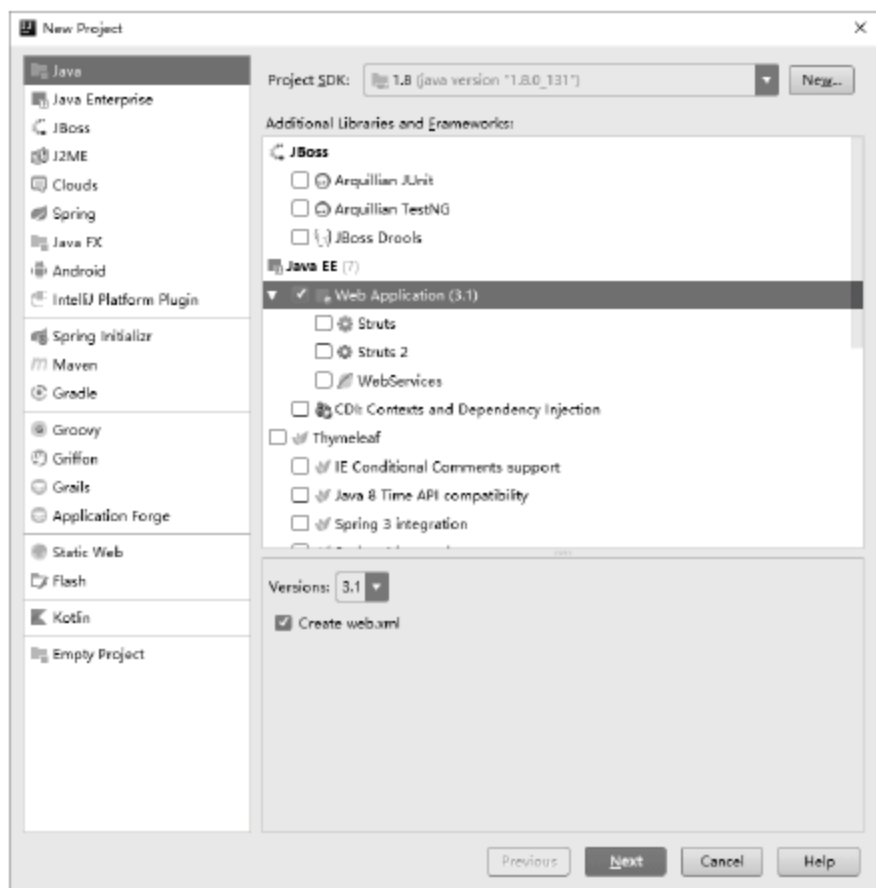 New Project
Java
Java Enterprise
JBoss
J2ME
Clouds
Spring
Java FX
Android
IntelliJ Platform Plugin
Spring Initializr
Maven
Gradle
Groovy
Griffon
Grails
Application Forge
Static Web
Flash
Kotlin
Empty Project
Project SDK: 1.8 (java version "1.8.0_131") New...
Additional Libraries and Frameworks:
JBoss
Arquillian JUnit
Arquillian TestNG
JBoss Drools
Java EE (7)
Web Application (3.1)
Struts
Struts 2
WebServices
CDI: Contexts and Dependency Injection
Thymeleaf
IE Conditional Comments support
Java 8 Time API compatibility
Spring 3 integration
Versions: 3.1
Create web.xml
Previous Next Cancel Help